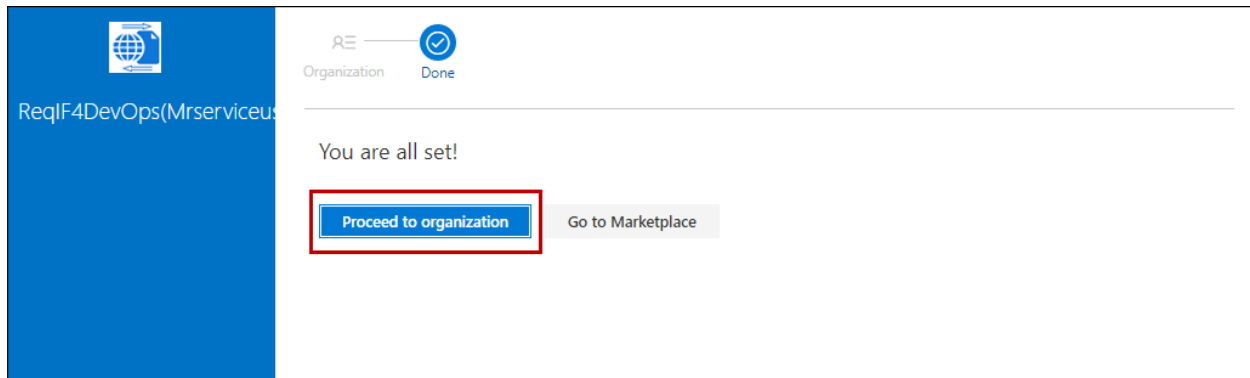 Organization
Done
ReqIF4DevOps(Mrserviceus
You are all set!
Proceed to organization
Go to Marketplace